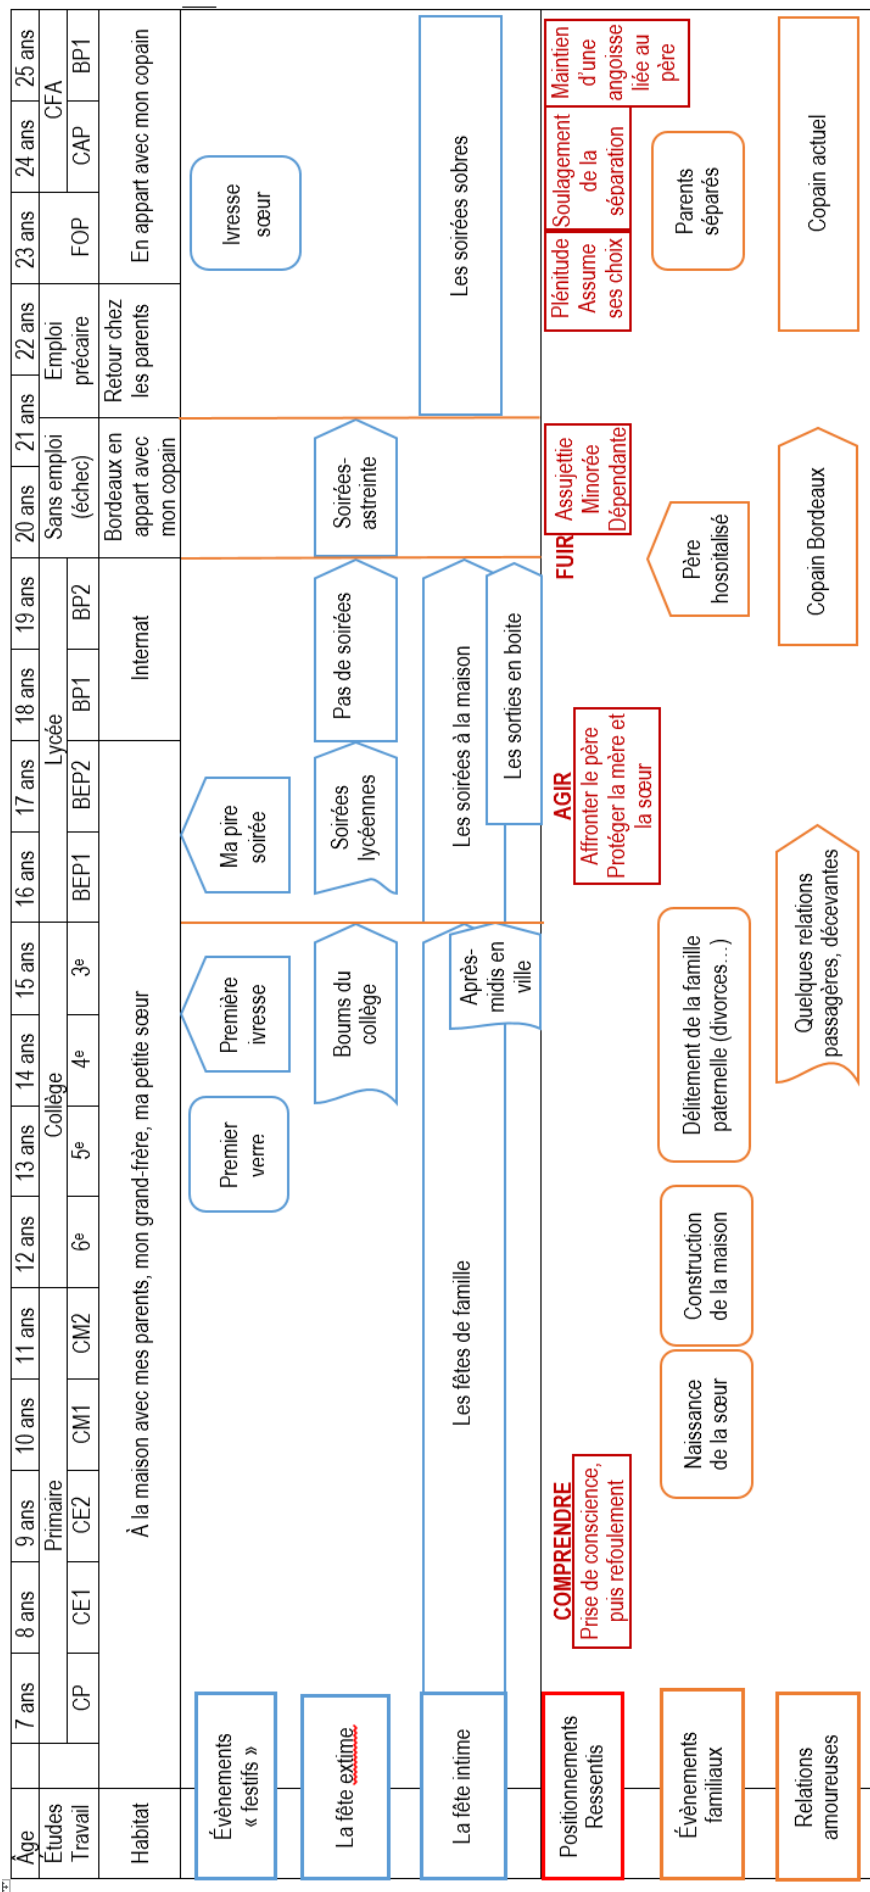 Âge
7 ans
8 ans
9 ans
10 ans
11 ans
12 ans
13 ans
14 ans
15 ans
16 ans
17 ans
18 ans
19 ans
20 ans
21 ans
22 ans
23 ans
24 ans
25 ans
Études
Travail
Primaire
Collège
Lycée
Sans emploi
(échec)
Emploi
précaire
CFA
CP
CE1
CE2
CM1
CM2
6e
5e
4e
3e
BEP1
BEP2
BP1
BP2
FOP
CAP
BP1
Habitat
À la maison avec mes parents, mon grand-frère, ma petite sœur
Internat
Bordeaux en
appart avec
mon copain
Retour chez
les parents
En appart avec mon copain
Évènements
« festifs »
Premier
verre
Première
ivresse
Ma pire
soirée
Ivresse
sœur
La fête extime
Boums du
collège
Soirées
lycéennes
Pas de soirées
Soirées-
astreinte
La fête intime
Les fêtes de famille
Après-
midis en
ville
Les soirées à la maison
Les sorties en boite
Les soirées sobres
Positionnements
Ressentis
COMPRENDRE
Prise de conscience,
puis refoulement
AGIR
Affronter le père
Protéger la mère et
la sœur
FUIR
Assujettie
Minorée
Dépendante
Plénitude
Assume
ses choix
Soulagement
de la
séparation
Maintien
d'une
angoisse
liée au
père
Évènements
familiaux
Naissance
de la sœur
Construction
de la maison
Délitement de la famille
paternelle (divorces…)
Père
hospitalisé
Parents
séparés
Relations
amoureuses
Quelques relations
passagères, décevantes
Copain Bordeaux
Copain actuel